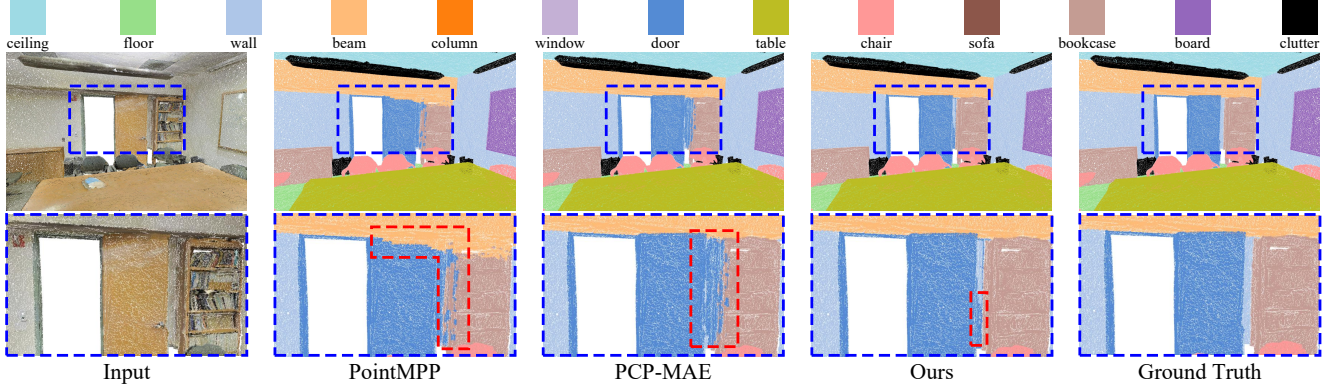 ceiling floor wall beam column window door table chair sofa bookcase board clutter
Input PointMPP PCP-MAE Ours Ground Truth